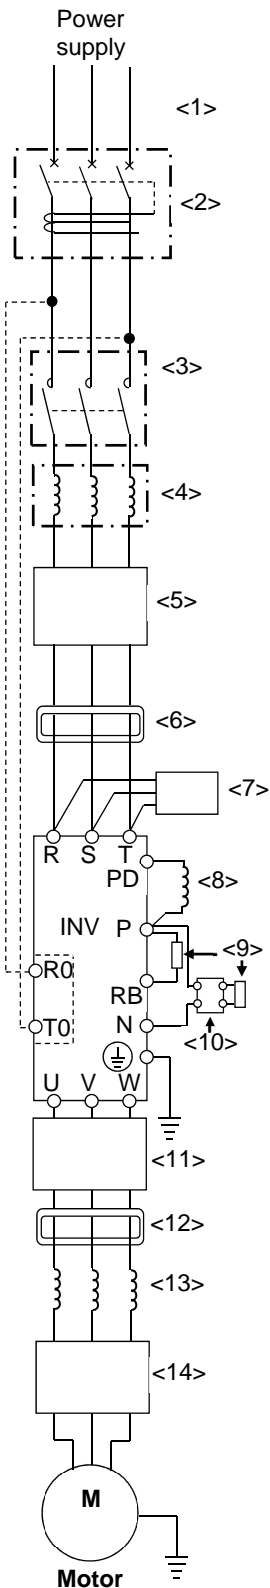 Power
supply
<1>
<2>
<3>
<4>
<5>
<6>
<7>
R S T
PD
<8>
INV P
<9>
R0
RB
<10>
T0
N
U V W
<11>
<12>
<13>
<14>
M
Motor